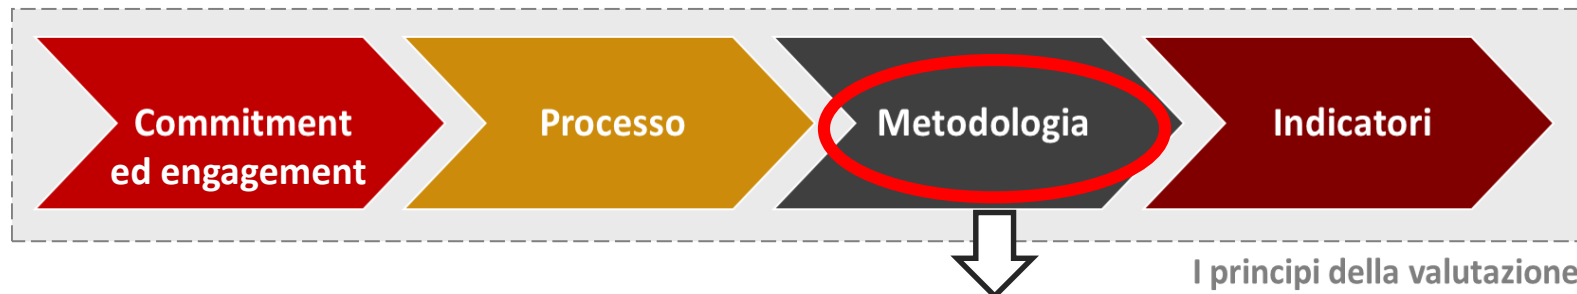 Commitment
ed engagement
Processo
Metodologia
Indicatori
I principi della valutazione